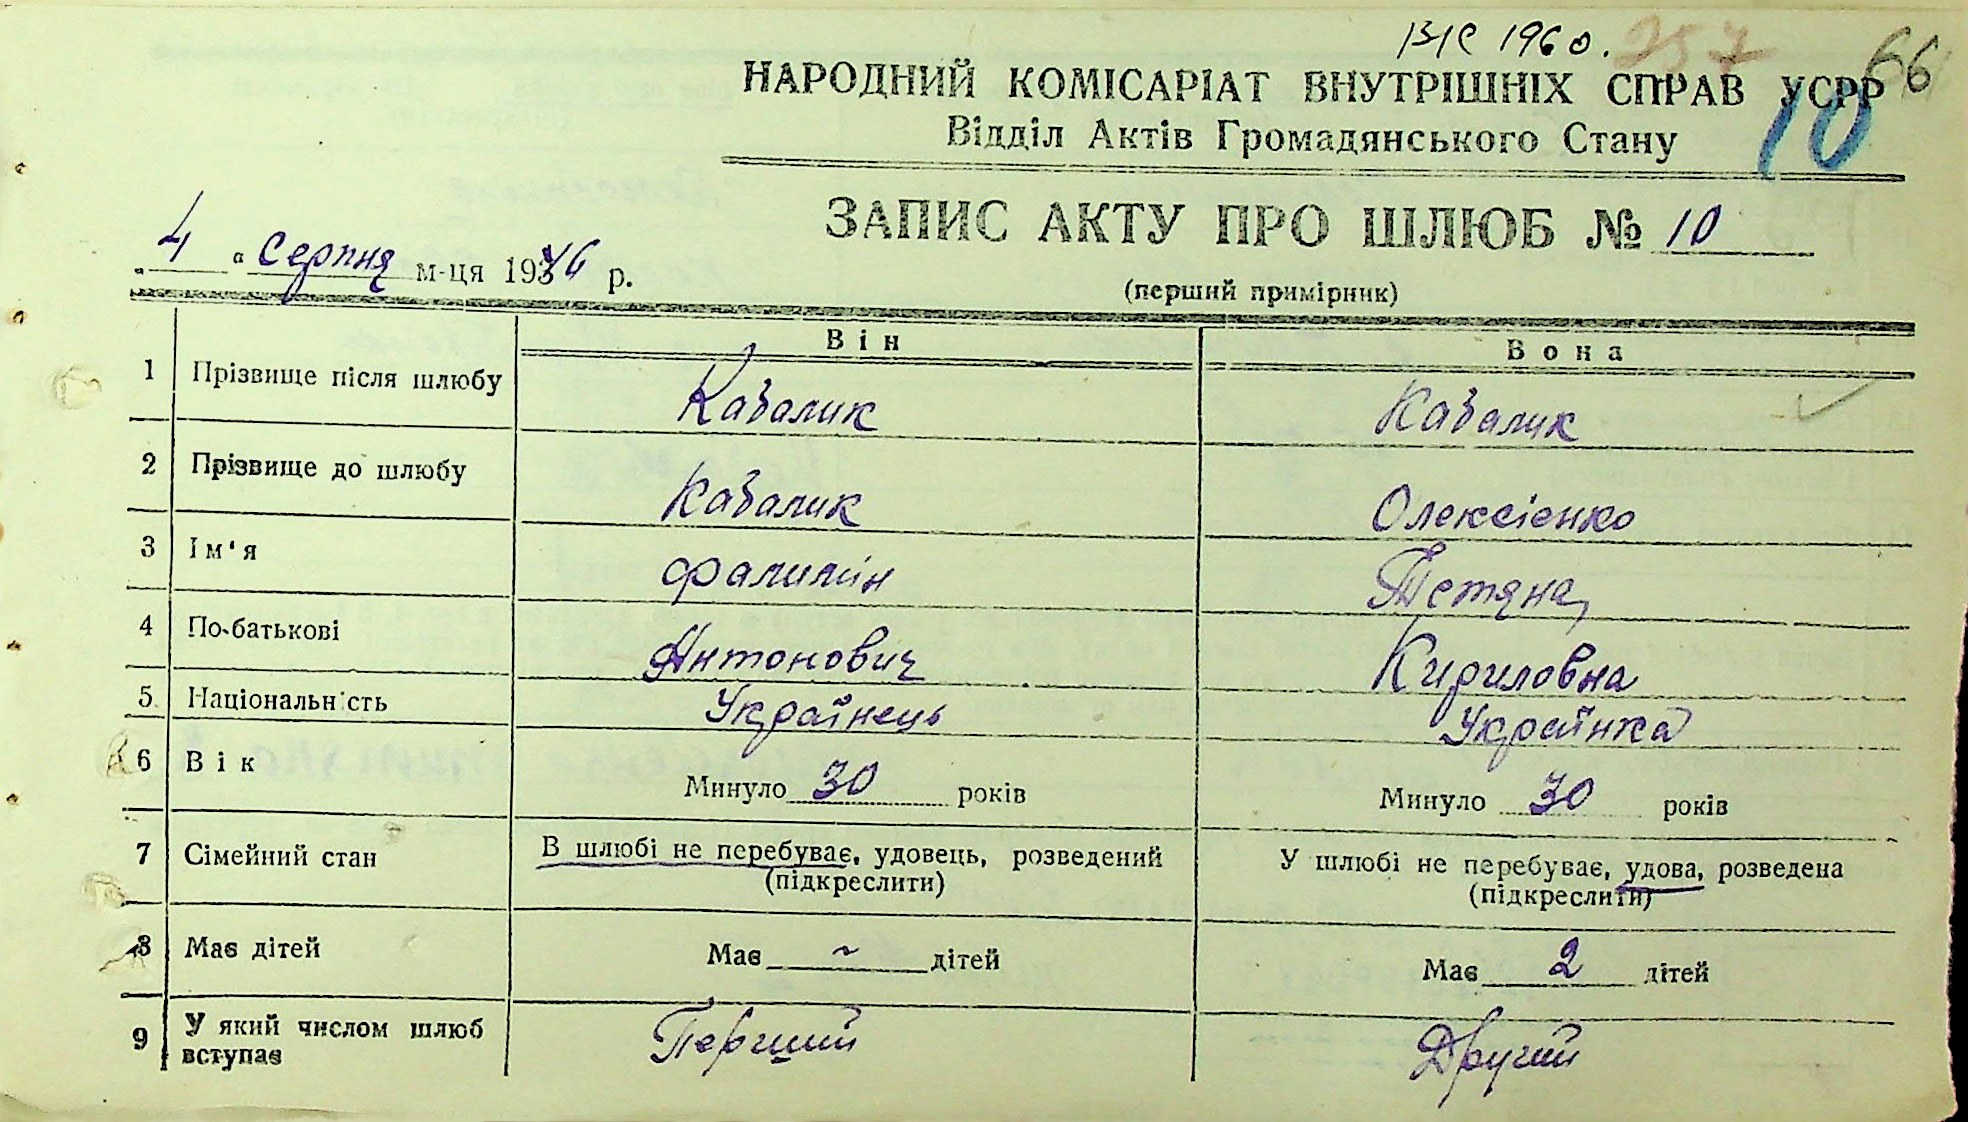 ВІС 1960. 257 66
НАРОДНИЙ КОМІСАРІАТ ВНУТРІШНІХ СПРАВ УСРР
10
Відділ Актів Громадянського Стану
ЗАПИС АКТУ ПРО ШЛЮБ № 10
„4“ серпня м-ця 1946 р.
(перший примірник)
Він Вона
1 Прізвище після шлюбу Кавалик Кавалик
2 Прізвище до шлюбу Кавалик Олексієнко
3 Ім'я Филимін Тетяна
4 По-батькові Антонович Кириловна
5 Національність Українець Українка
6 Вік Минуло 30 років Минуло 30 років
7 Сімейний стан В шлюбі не перебуває, удовець, розведений У шлюбі не перебуває, удова, розведена
(підкреслити) (підкреслити)
8 Має дітей Має ~ дітей Має 2 дітей
9 У який числом шлюб Перший Другий
вступає